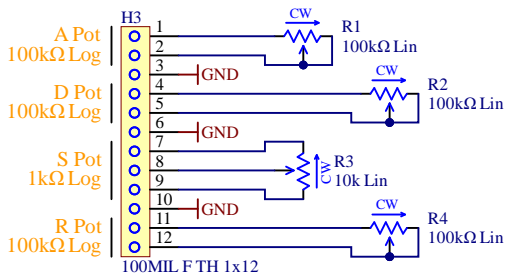 H3
A Pot
100kΩ Log
D Pot
100kΩ Log
S Pot
1kΩ Log
R Pot
100kΩ Log
1
2
3
4
5
6
7
8
9
10
11
12
GND
GND
GND
CW
R1
100kΩ Lin
CW
R2
100kΩ Lin
CW
R3
10k Lin
CW
R4
100kΩ Lin
100MIL F TH 1x12